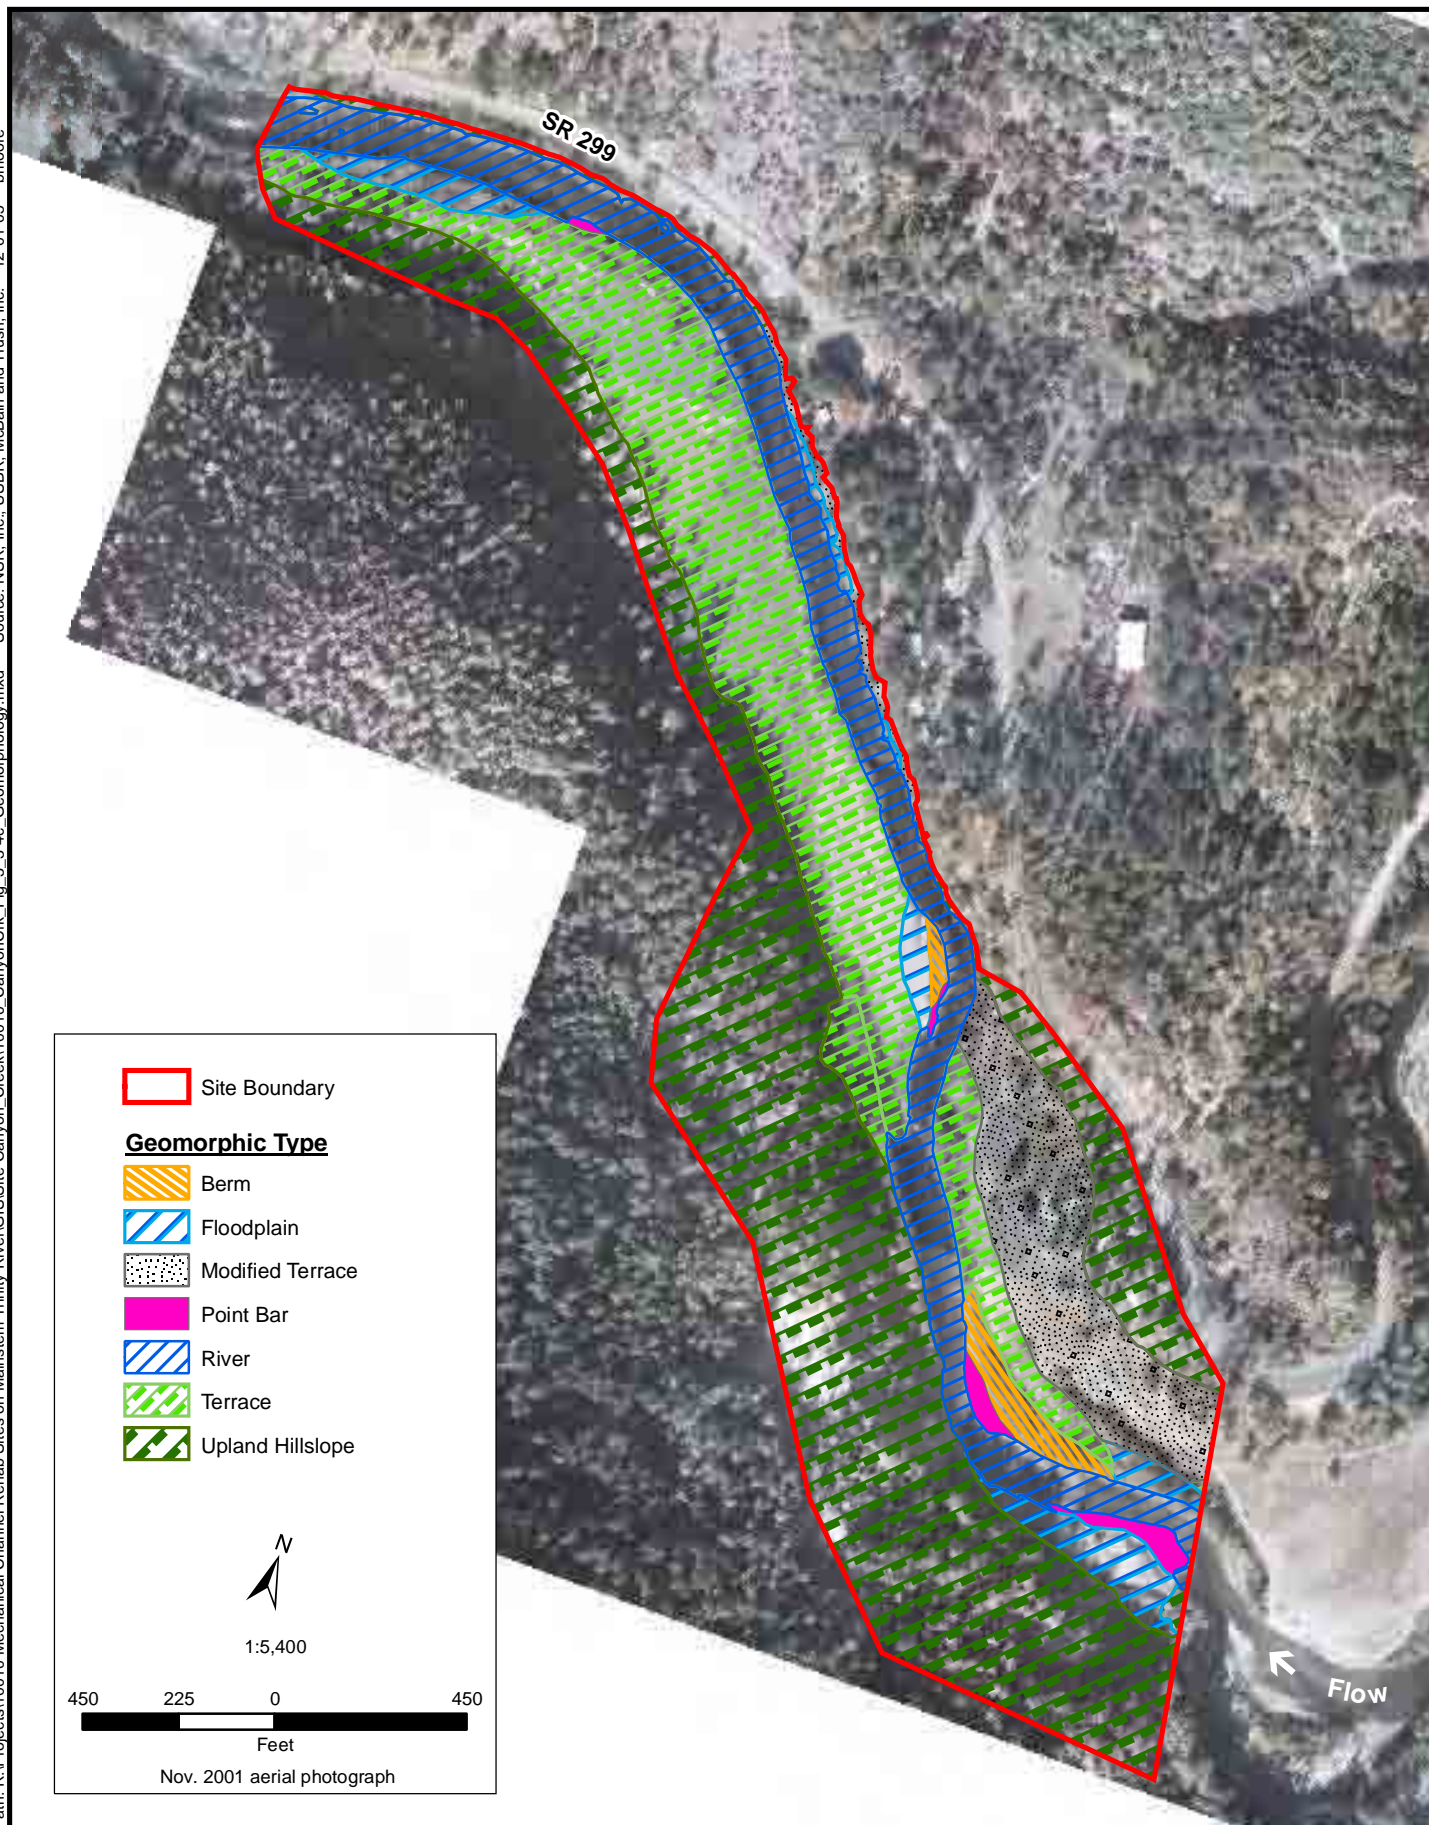 SR 299
Site Boundary
Geomorphic Type
Berm
Floodplain
Modified Terrace
Point Bar
River
Terrace
Upland Hillslope
N
1:5,400
450 225 0 450
Feet
Nov. 2001 aerial photograph
Flow